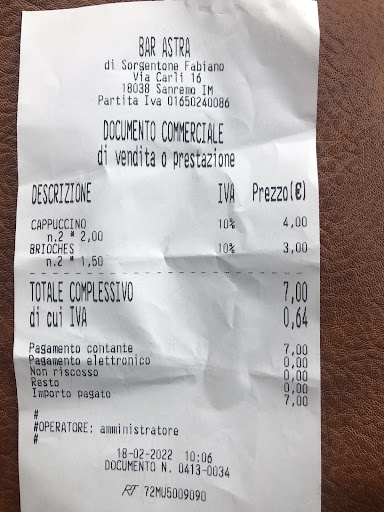 BAR ASTRA
di Sorgentone Fabiano
Via Carli 16
18038 Sanremo IM
Partita Iva 01650240086
DOCUMENTO COMMERCIALE
di vendita o prestazione
DESCRIZIONE IVA Prezzo(€)
CAPPUCCINO 10% 4,00
n.2 * 2,00
BRIOCHES 10% 3,00
n.2 * 1,50
TOTALE COMPLESSIVO 7,00
di cui IVA 0,64
Pagamento contante 7,00
Pagamento elettronico 0,00
Non riscosso 0,00
Resto 0,00
Importo pagato 7,00
#
#OPERATORE: amministratore
#
18-02-2022 10:06
DOCUMENTO N. 0413-0034
RT 72MU5009090